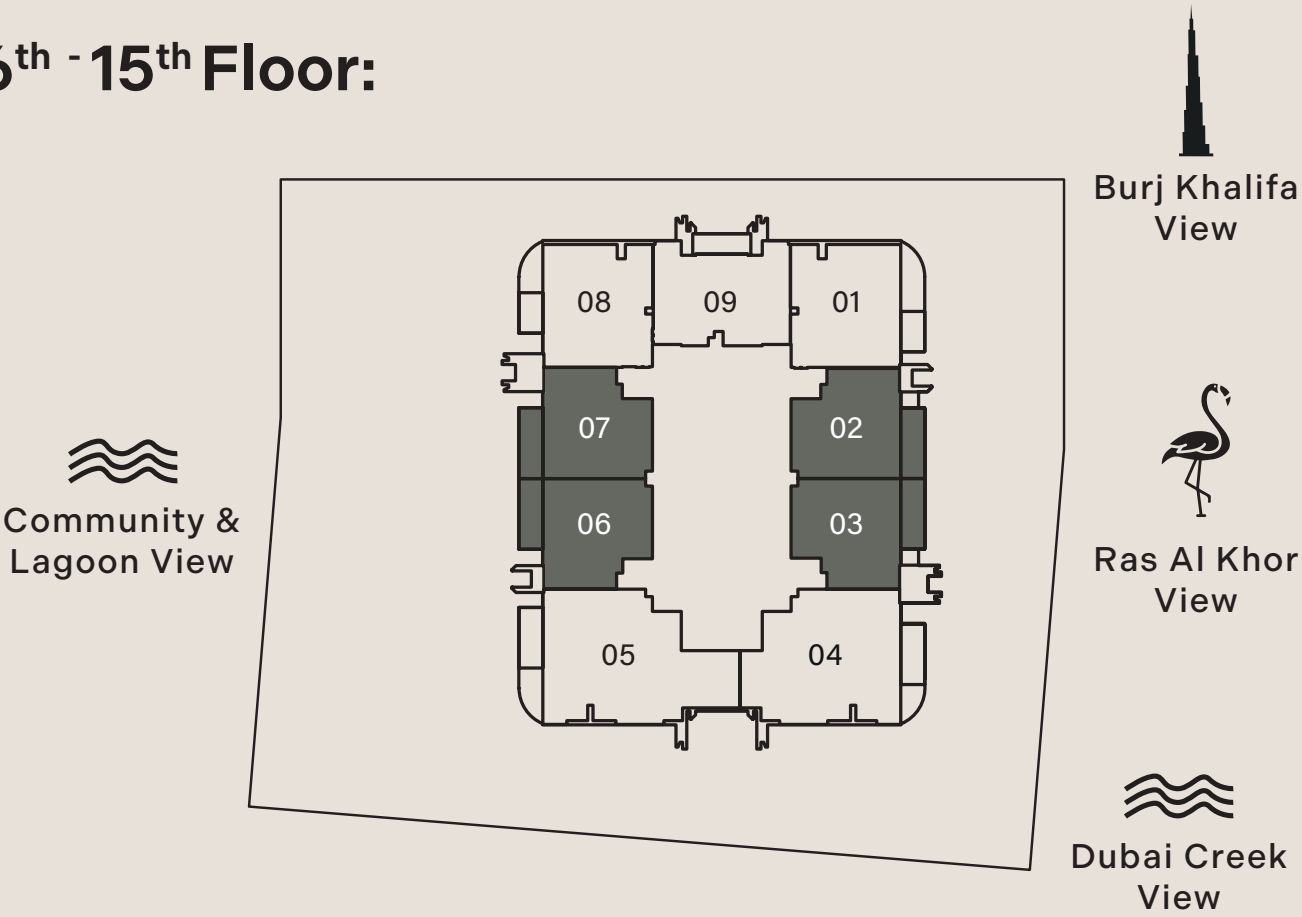 6th - 15th Floor:
Burj Khalifa
View
08
09
01
07
02
Community &
Lagoon View
06
03
Ras Al Khor
View
05
04
Dubai Creek
View